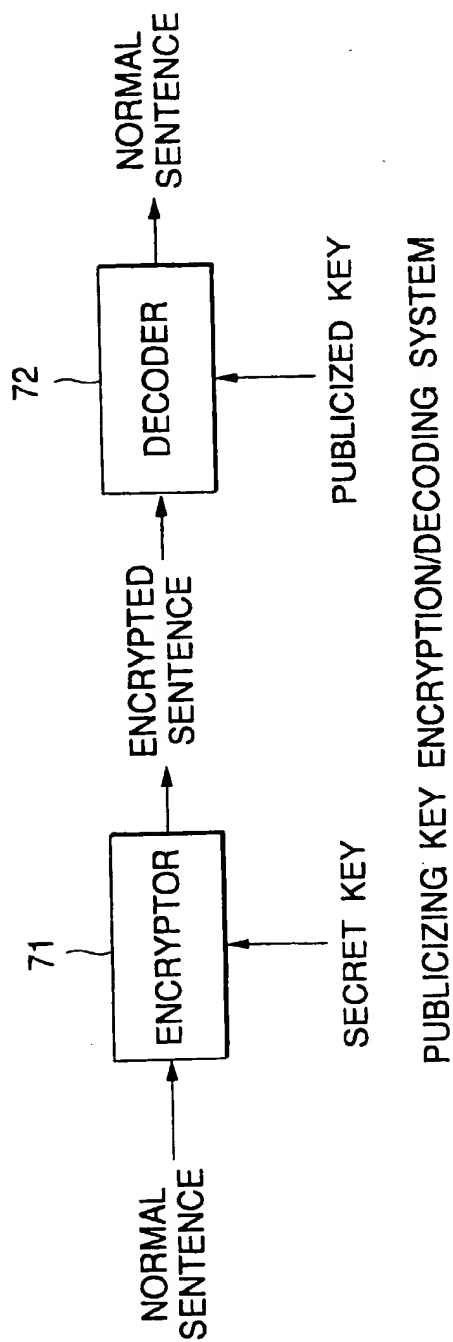 71
72
NORMAL
SENTENCE
ENCRYPTOR
ENCRYPTED
SENTENCE
DECODER
NORMAL
SENTENCE
SECRET KEY
PUBLICIZED KEY
PUBLICIZING KEY ENCRYPTION/DECODING SYSTEM